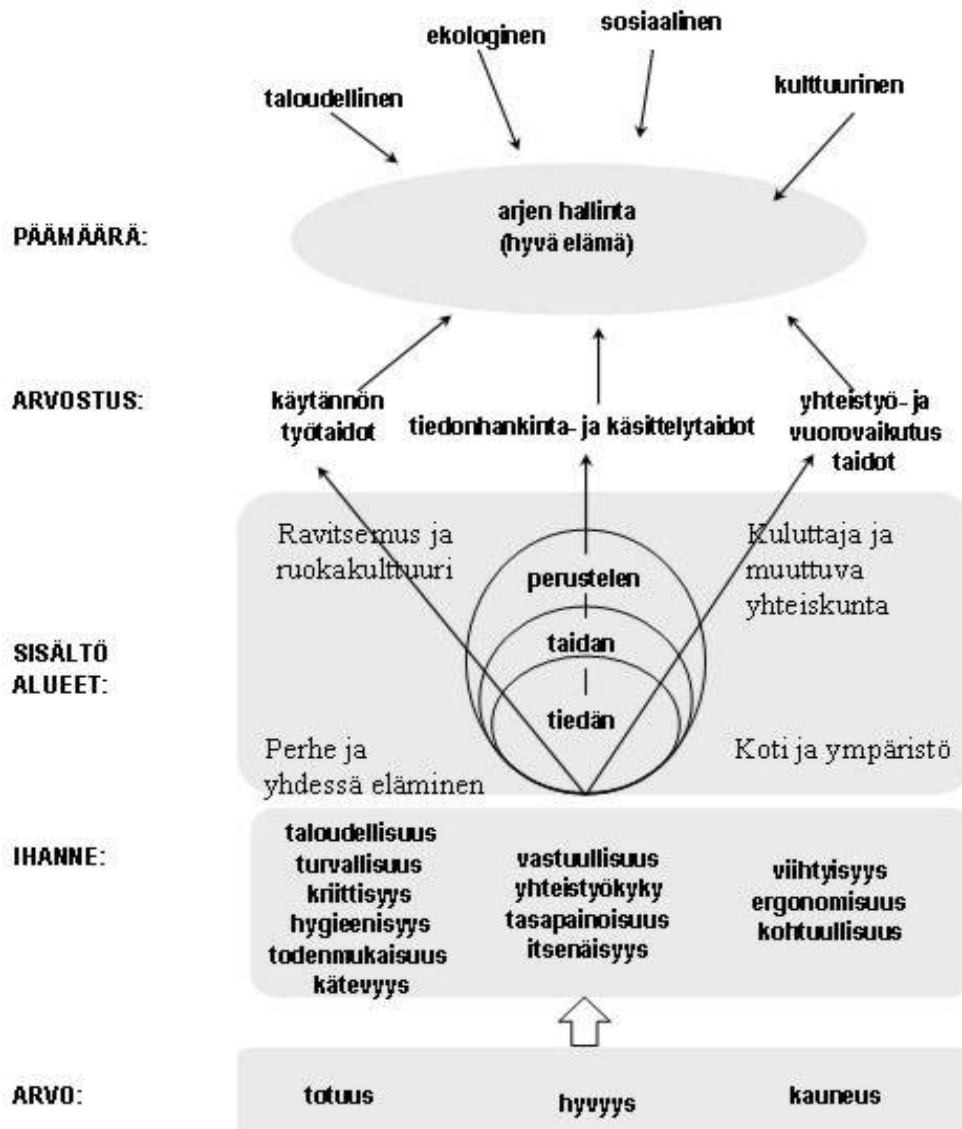 sosiaalinen
ekologinen
kulttuurinen
taloudellinen
PÄÄMÄÄRÄ:
arjen hallinta
(hyvä elämä)
ARVOSTUS:
käytännön
työtaidot
tiedonhankinta- ja käsittelytaidot
yhteistyö- ja
vuorovaikutus
taidot
SISÄLTÖ
ALUEET:
Ravitsemus ja
ruokakulttuuri
Kuluttaja ja
muuttuva
yhteiskunta
perustelen
taidan
tiedän
Perhe ja
yhdessä eläminen
Koti ja ympäristö
IHANNE:
taloudellisuus
turvallisuus
kriittisyys
hygieenisyys
todenmukaisuus
kätevyys
vastuullisuus
yhteistyökyky
tasapainoisuus
itsenäisyys
viihtyisyys
ergonomisuus
kohtuullisuus
ARVO:
totuus
hyvyys
kauneus